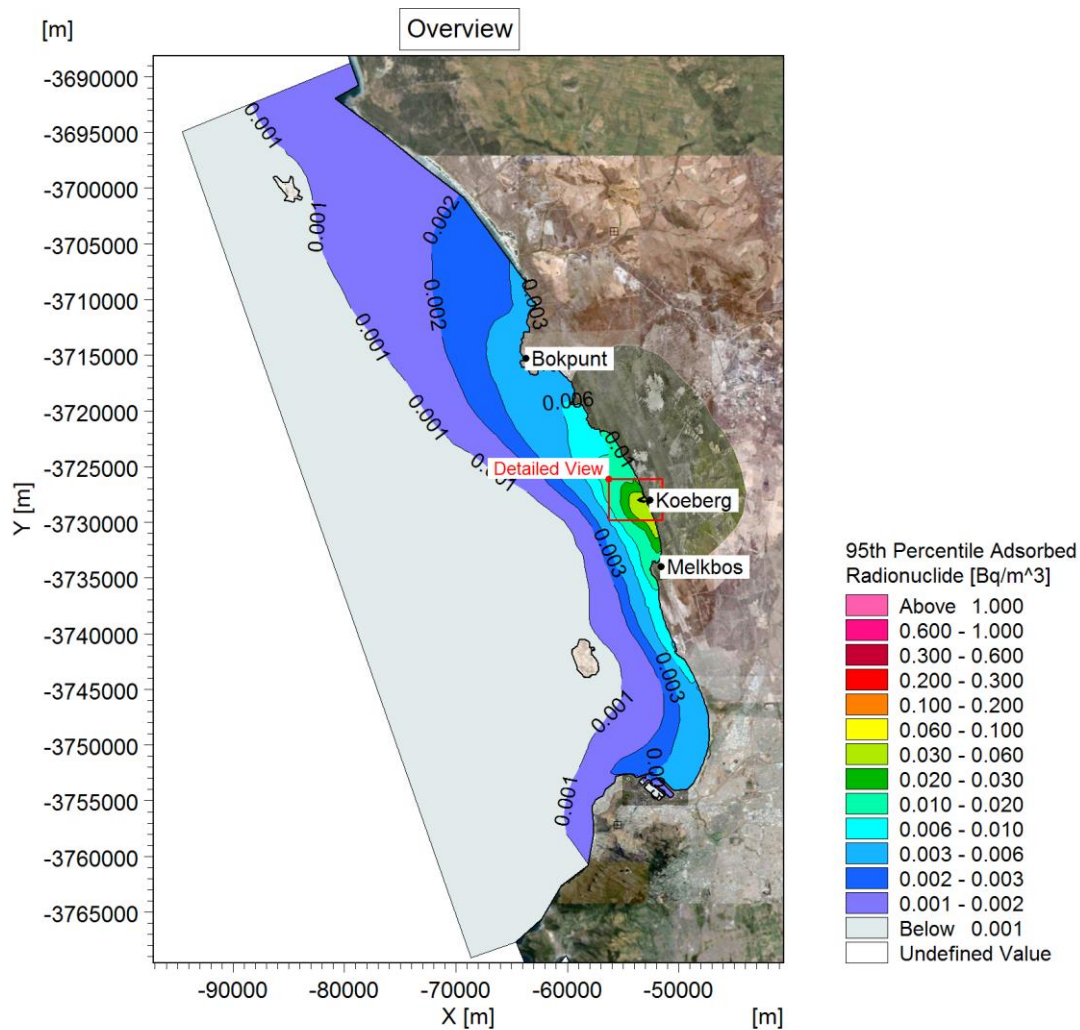 Overview
[m]
-3690000
-3695000
-3700000
-3705000
-3710000
-3715000
-3720000
-3725000
-3730000
-3735000
-3740000
-3745000
-3750000
-3755000
-3760000
-3765000
Y [m]
0.001
0.001
0.002
0.002
0.003
0.001
Bokpunt
0.006
0.001
0.01
0.001
Detailed View
Koeberg
0.003
Melkbos
0.003
0.001
0.001
-90000
-80000
-70000
-60000
-50000
X [m]
[m]
95th Percentile Adsorbed
Radionuclide [Bq/m^3]
Above 1.000
0.600 - 1.000
0.300 - 0.600
0.200 - 0.300
0.100 - 0.200
0.060 - 0.100
0.030 - 0.060
0.020 - 0.030
0.010 - 0.020
0.006 - 0.010
0.003 - 0.006
0.002 - 0.003
0.001 - 0.002
Below 0.001
Undefined Value